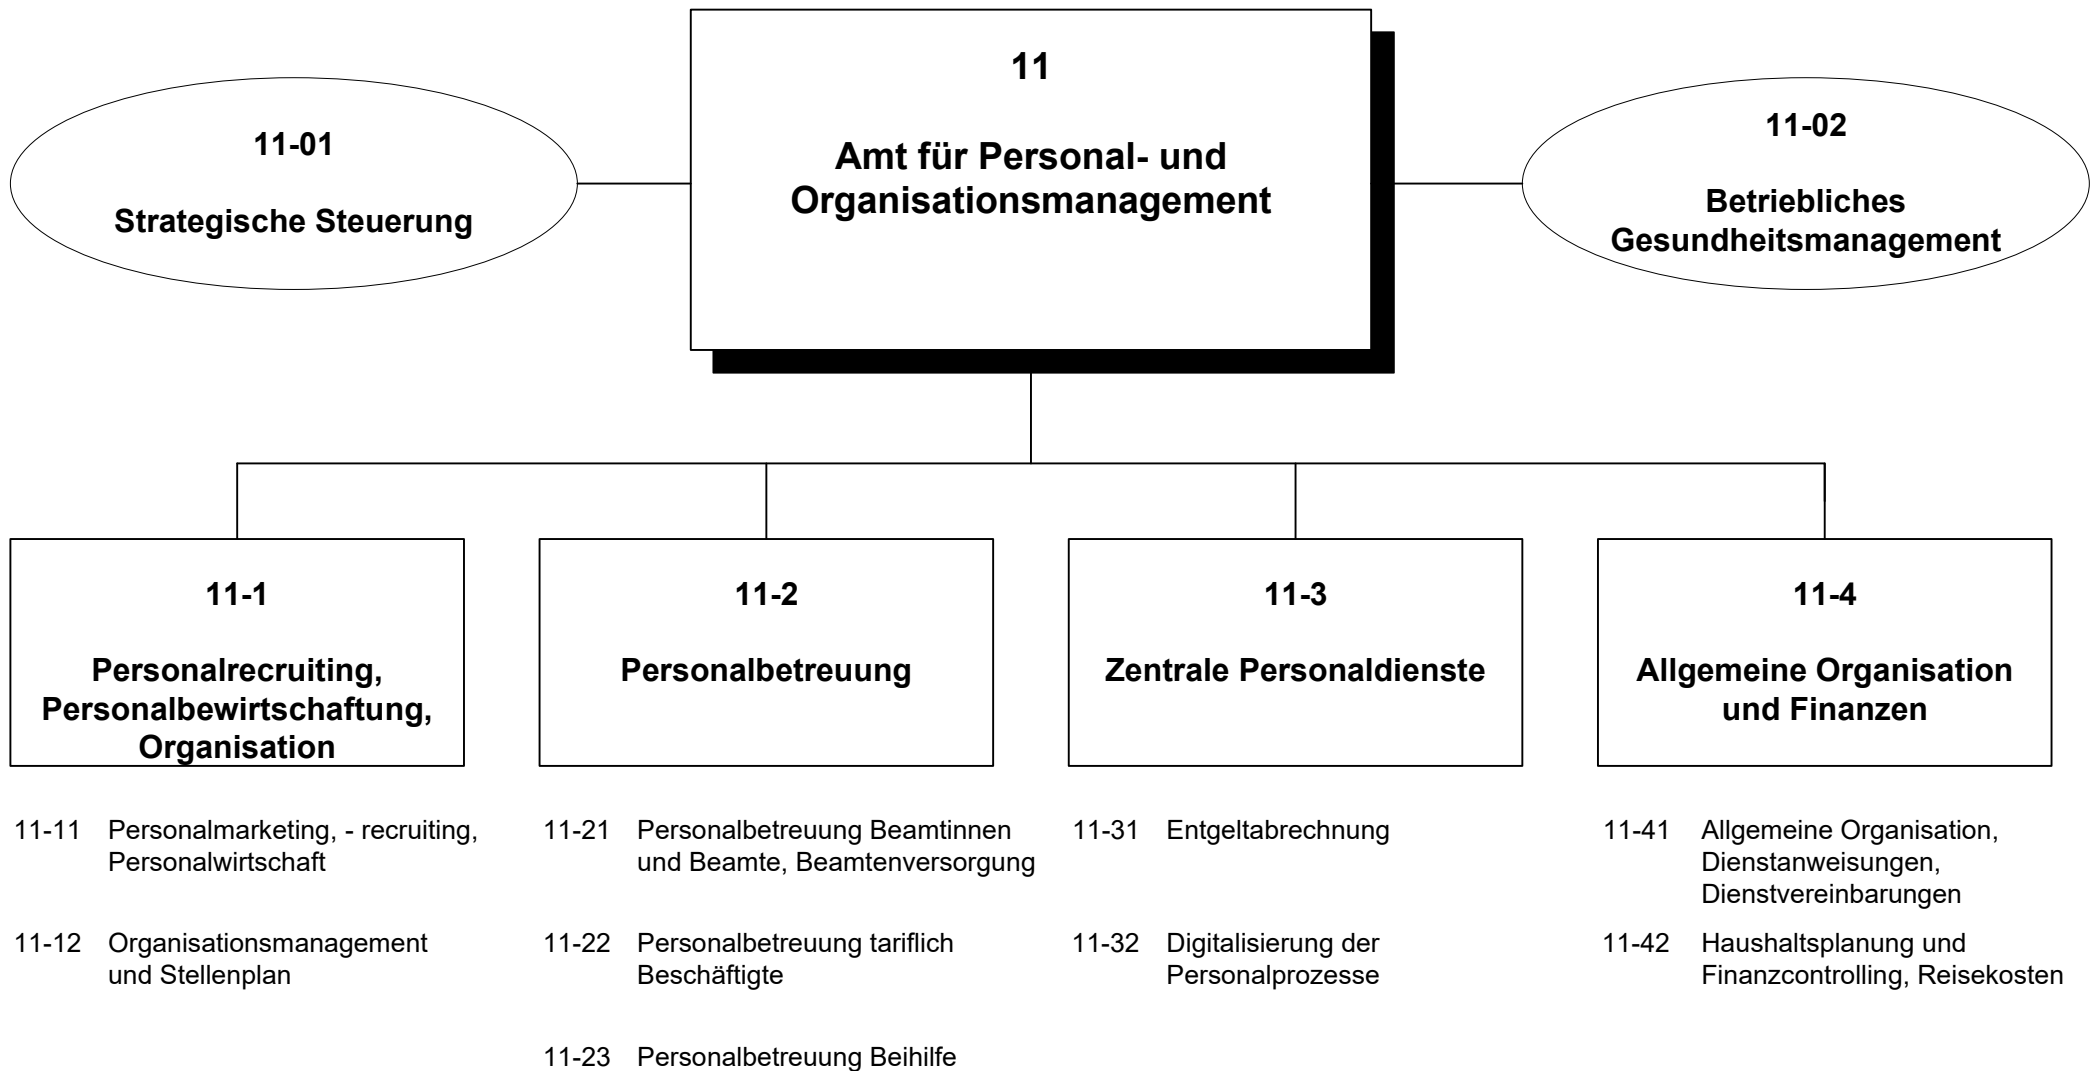 11
Amt für Personal- und
Organisationsmanagement
11-01
Strategische Steuerung
11-02
Betriebliches
Gesundheitsmanagement
11-1
Personalrecruiting,
Personalbewirtschaftung,
Organisation
11-2
Personalbetreuung
11-3
Zentrale Personaldienste
11-4
Allgemeine Organisation
und Finanzen
11-11 Personalmarketing, - recruiting,
Personalwirtschaft
11-12 Organisationsmanagement
und Stellenplan
11-21 Personalbetreuung Beamtinnen
und Beamte, Beamtenversorgung
11-22 Personalbetreuung tariflich
Beschäftigte
11-23 Personalbetreuung Beihilfe
11-31 Entgeltabrechnung
11-32 Digitalisierung der
Personalprozesse
11-41 Allgemeine Organisation,
Dienstanweisungen,
Dienstvereinbarungen
11-42 Haushaltsplanung und
Finanzcontrolling, Reisekosten